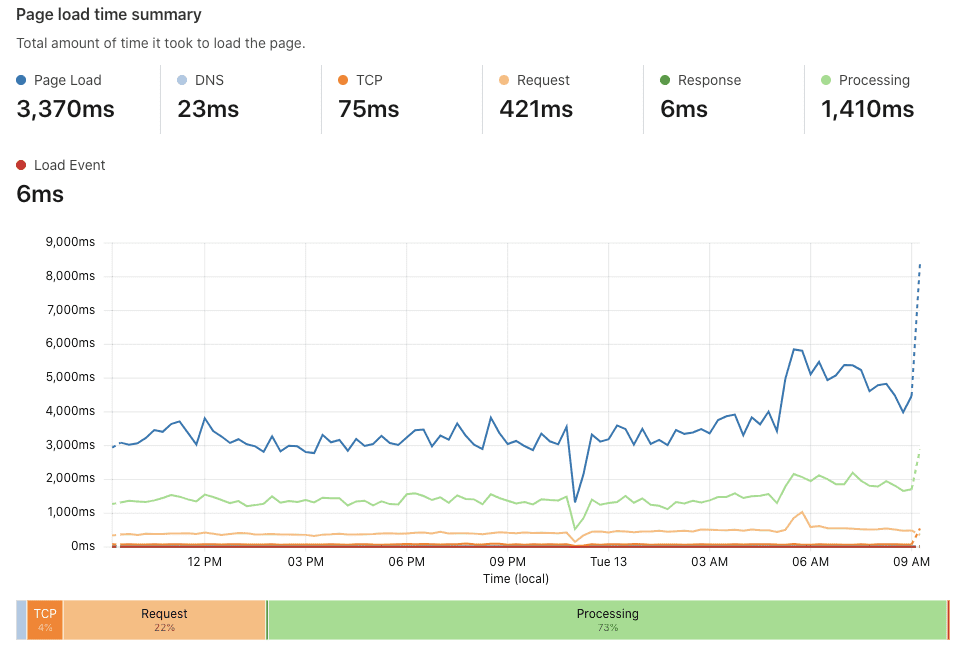 Page load time summary
Total amount of time it took to load the page.
Page Load
3,370ms
DNS
23ms
TCP
75ms
Request
421ms
Response
6ms
Processing
1,410ms
Load Event
6ms
9,000ms
8,000ms
7,000ms
6,000ms
5,000ms
4,000ms
3,000ms
2,000ms
1,000ms
0ms
12 PM 03 PM 06 PM 09 PM Tue 13 03 AM 06 AM 09 AM
Time (local)
TCP
4%
Request
22%
Processing
73%